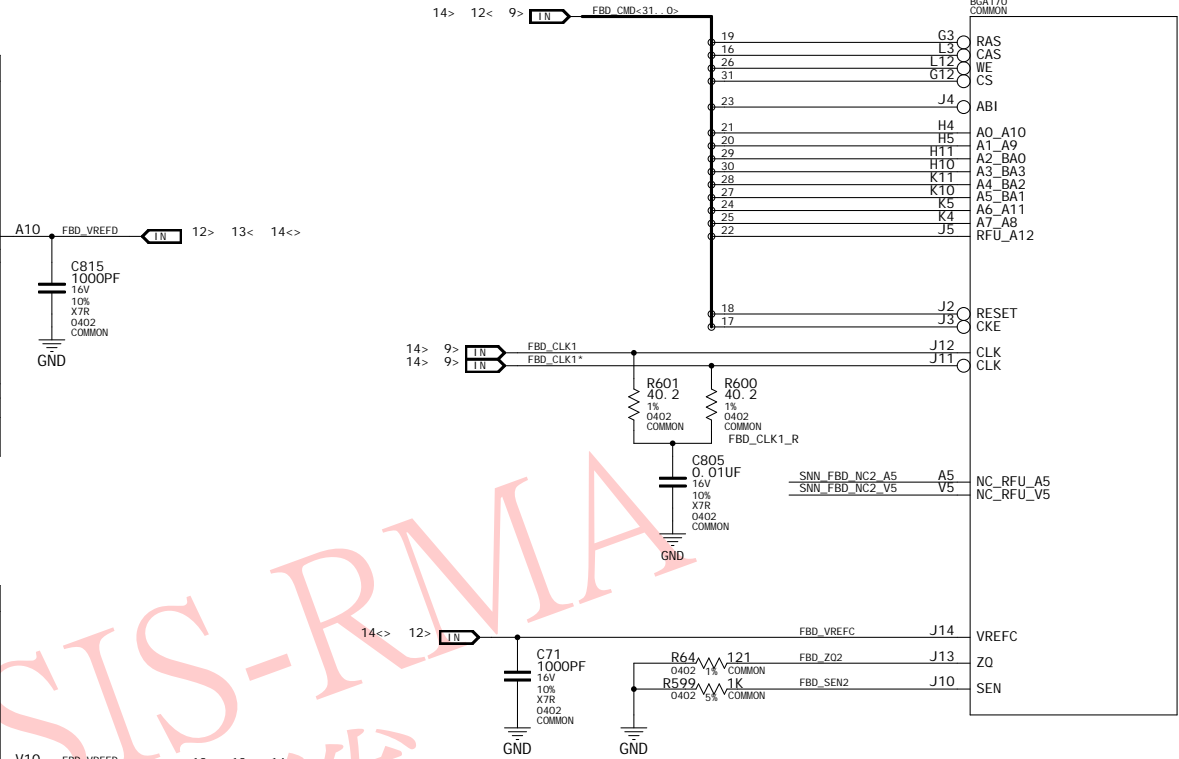 BGA170
COMMON
14> 12< 9> IN FBD_CMD<31..0>
19 G3 RAS
16 L3 CAS
26 L12 WE
31 G12 CS
23 J4 ABI
21 H4 A0_A10
20 H5 A1_A9
29 H11 A2_BA0
30 H10 A3_BA3
28 K11 A4_BA2
27 K10 A5_BA1
24 K5 A6_A11
25 K4 A7_A8
22 J5 RFU_A12
A10 FBD_VREFD IN 12> 13< 14<>
C815
1000PF
16V
10%
X7R
0402
COMMON
GND
18 J2 RESET
17 J3 CKE
14> 9> IN FBD_CLK1 J12 CLK
14> 9> IN FBD_CLK1* J11 CLK
R601
40.2
1%
0402
COMMON
R600
40.2
1%
0402
COMMON
FBD_CLK1_R
C805
0.01UF
16V
10%
X7R
0402
COMMON
GND
SNN_FBD_NC2_A5 A5 NC_RFU_A5
SNN_FBD_NC2_V5 V5 NC_RFU_V5
SIS-RMA
14<> 12> IN FBD_VREFC J14 VREFC
C71
1000PF
16V
10%
X7R
0402
COMMON
GND
R64 121 FBD_ZQ2 J13 ZQ
0402 1% COMMON
R599 1K FBD_SEN2 J10 SEN
0402 5% COMMON
GND
V10 FBD_VREFD